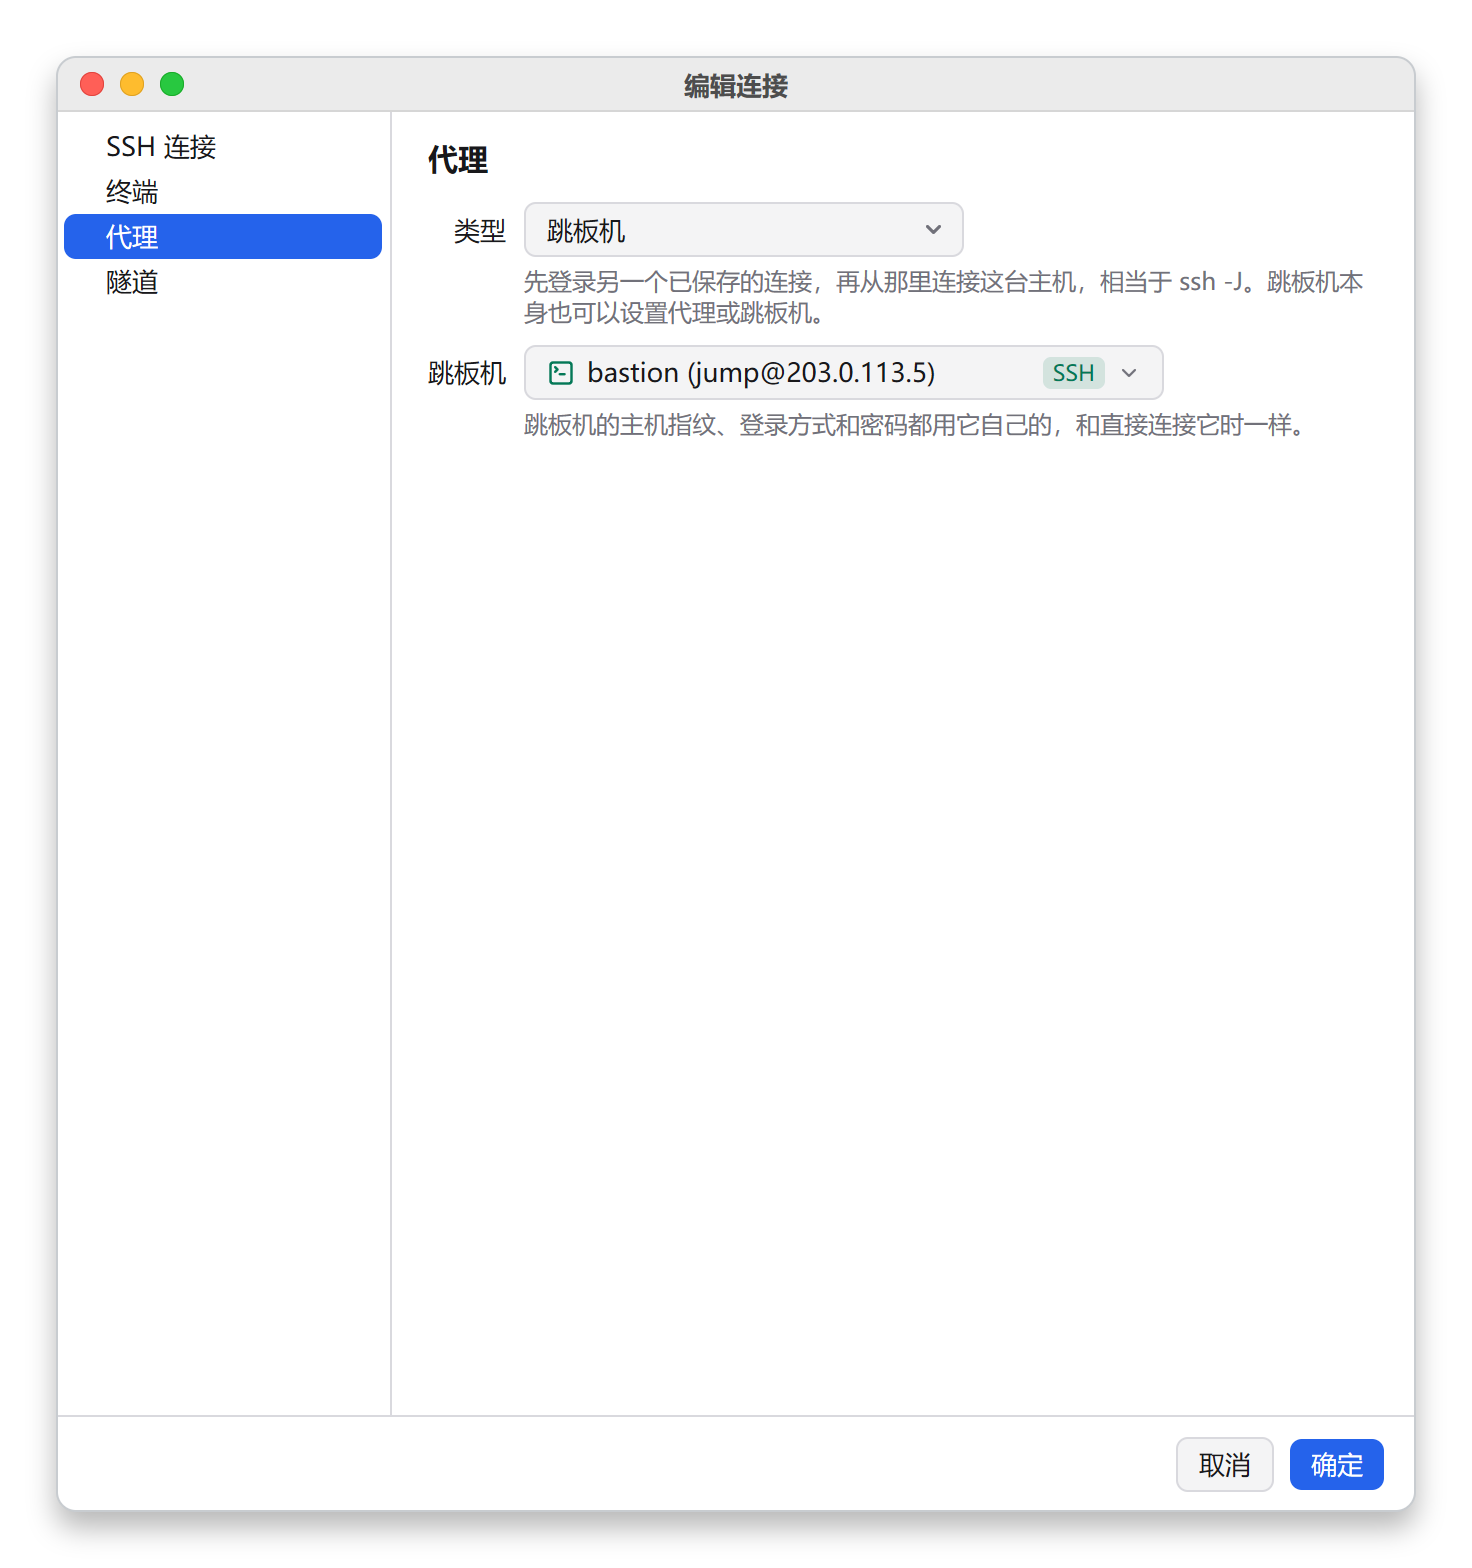 编辑连接
SSH 连接
终端
代理
隧道
代理
类型
跳板机
先登录另一个已保存的连接，再从那里连接这台主机，相当于 ssh -J。跳板机本
身也可以设置代理或跳板机。
跳板机
bastion (jump@203.0.113.5)
SSH
跳板机的主机指纹、登录方式和密码都用它自己的，和直接连接它时一样。
取消
确定